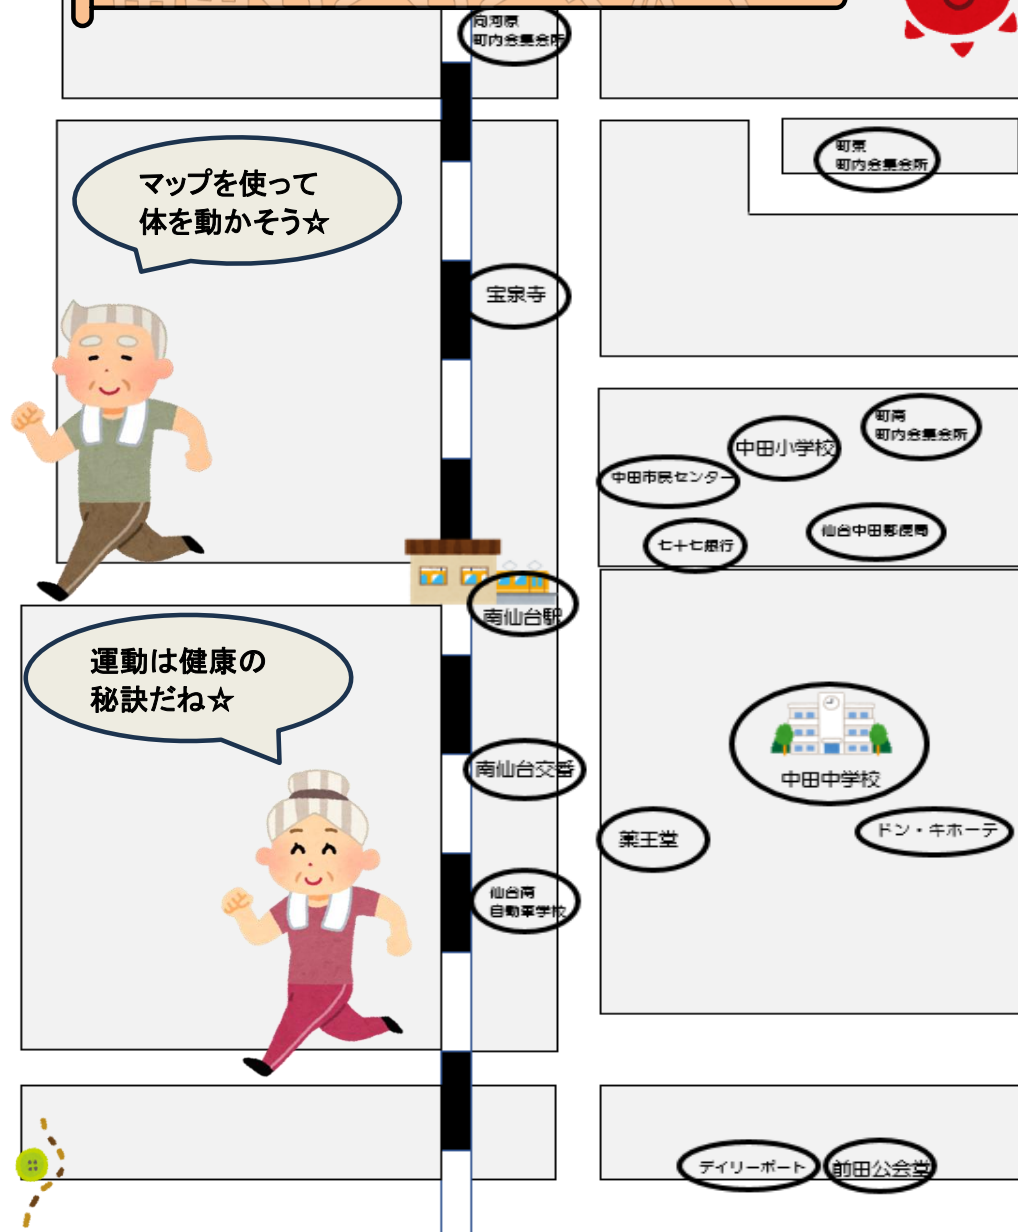 向河原
町内会集会所
町東
町内会集会所
マップを使って
体を動かそう☆
宝泉寺
町南
町内会集会所
中田小学校
中田市民センター
仙台中田郵便局
七十七銀行
南仙台駅
運動は健康の
秘訣だね☆
南仙台交番
中田中学校
ドン・キホーテ
薬王堂
仙台南
自動車学校
デイリーポート
前田公会堂